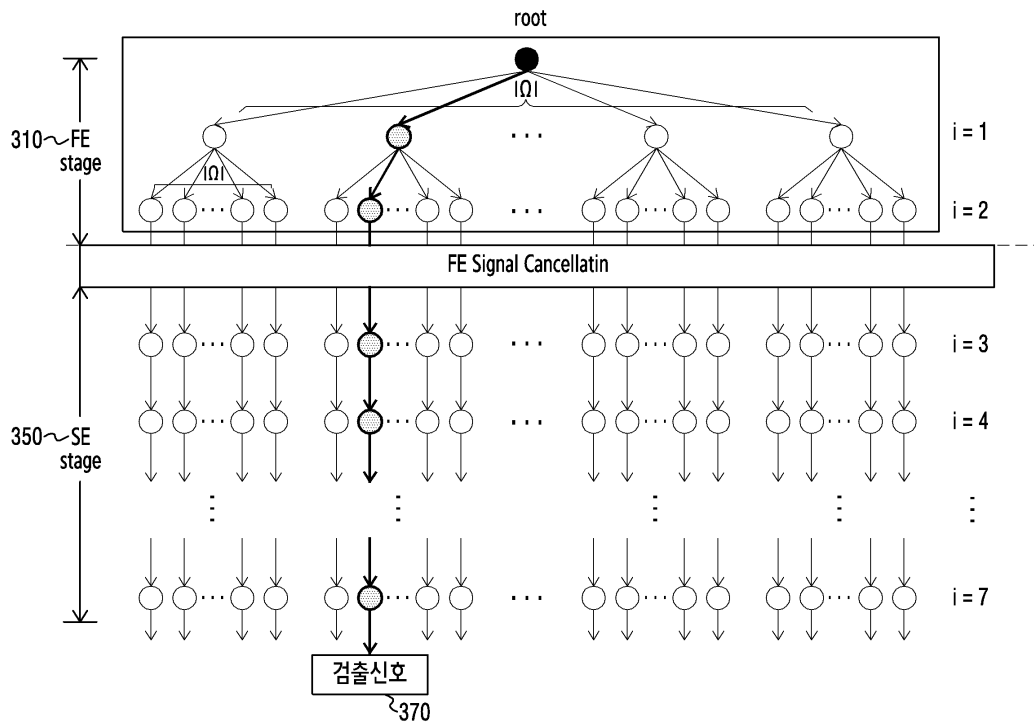 root
|Ω|
310 FE stage
i = 1
|Ω|
i = 2
FE Signal Cancellatin
i = 3
350 SE stage
i = 4
i = 7
검출신호
370